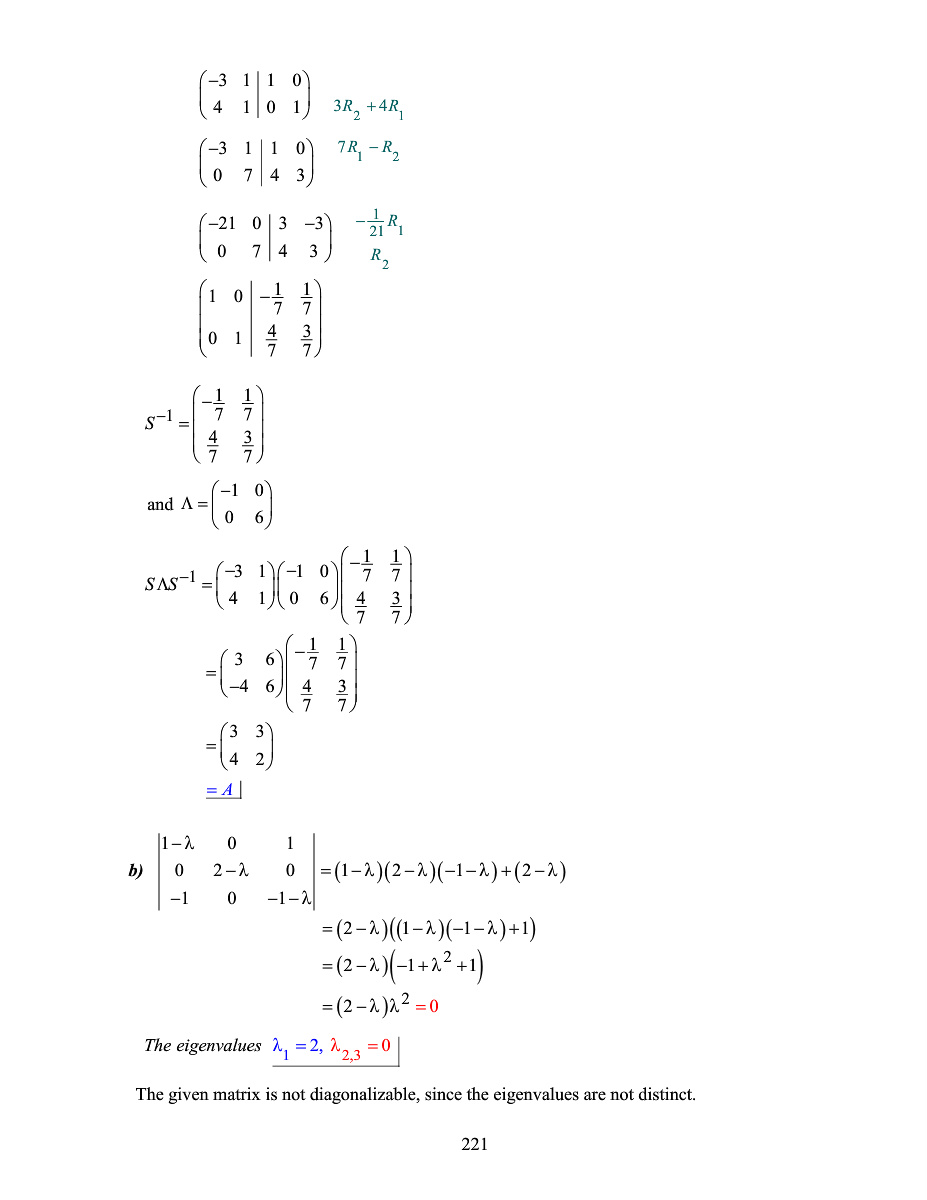 (−3 1 | 1 0)
(4 1 | 0 1) 3R₂ + 4R₁
(−3 1 | 1 0) 7R₁ − R₂
(0 7 | 4 3)
(−21 0 | 3 −3) −1/21 R₁
(0 7 | 4 3) R₂
(1 0 | −1/7 1/7)
(0 1 | 4/7 3/7)
S⁻¹ = (−1/7 1/7; 4/7 3/7)
and Λ = (−1 0; 0 6)
SΛS⁻¹ = (−3 1; 4 1)(−1 0; 0 6)(−1/7 1/7; 4/7 3/7)
= (3 6; −4 6)(−1/7 1/7; 4/7 3/7)
= (3 3; 4 2)
= A
b) |1−λ 0 1; 0 2−λ 0; −1 0 −1−λ| = (1−λ)(2−λ)(−1−λ)+(2−λ)
= (2−λ)((1−λ)(−1−λ)+1)
= (2−λ)(−1+λ²+1)
= (2−λ)λ² = 0
The eigenvalues λ₁ = 2, λ₂,₃ = 0
The given matrix is not diagonalizable, since the eigenvalues are not distinct.
221